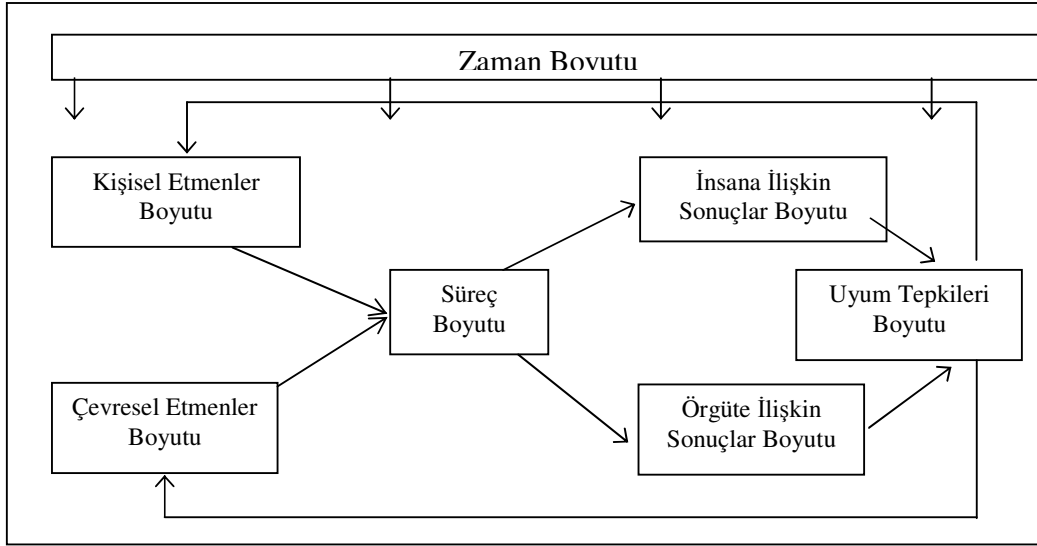 Zaman Boyutu
Kişisel Etmenler
Boyutu
İnsana İlişkin
Sonuçlar Boyutu
Süreç
Boyutu
Uyum Tepkileri
Boyutu
Çevresel Etmenler
Boyutu
Örgüte İlişkin
Sonuçlar Boyutu